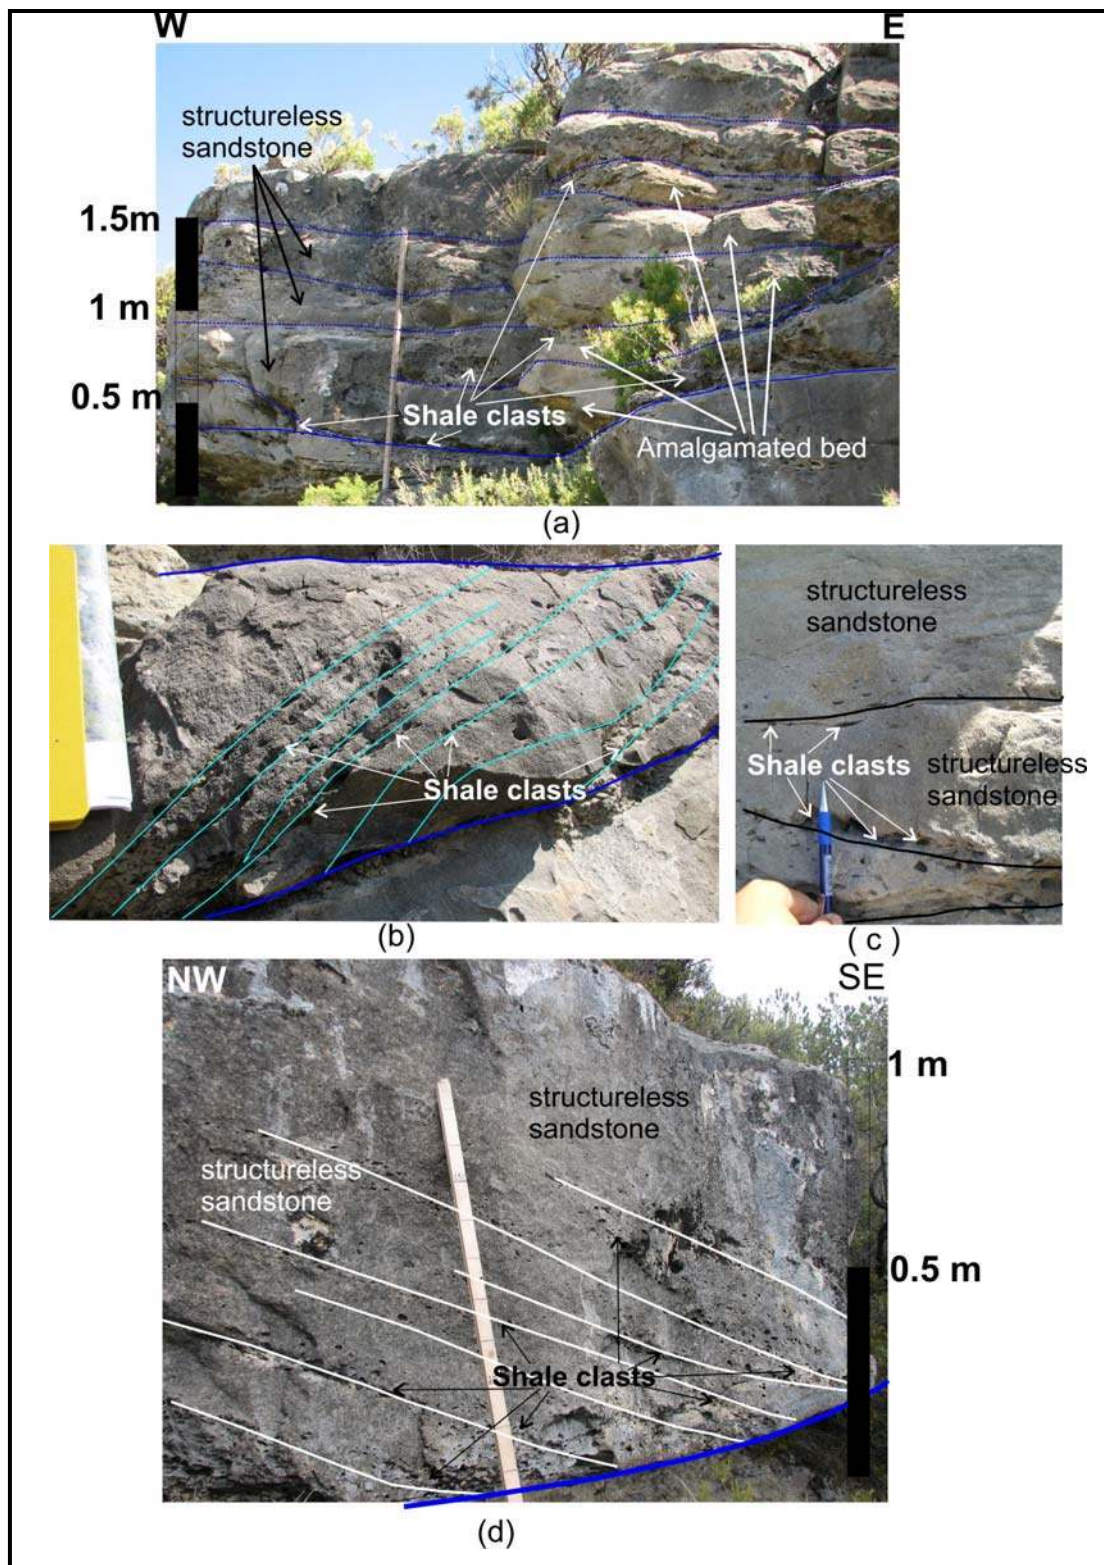 W E
structureless
sandstone
1.5m
1 m
0.5 m
Shale clasts
Amalgamated bed
(a)
structureless
sandstone
Shale clasts
structureless
sandstone
Shale clasts
(b)
( c )
NW SE
1 m
structureless
sandstone
structureless
sandstone
0.5 m
Shale clasts
(d)